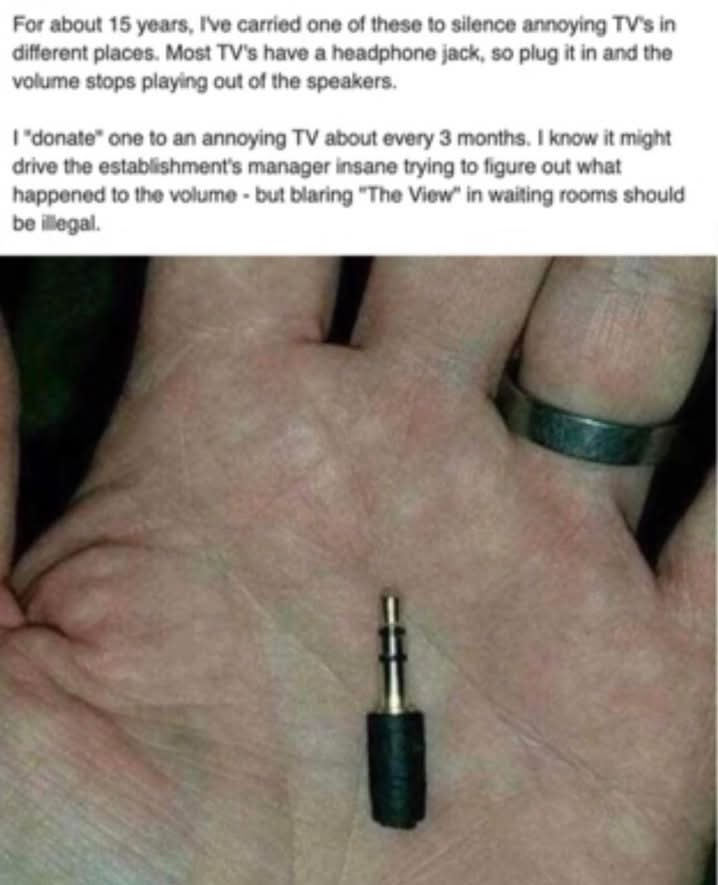 For about 15 years, I've carried one of these to silence annoying TV's in
different places. Most TV's have a headphone jack, so plug it in and the
volume stops playing out of the speakers.
I "donate" one to an annoying TV about every 3 months. I know it might
drive the establishment's manager insane trying to figure out what
happened to the volume - but blaring "The View" in waiting rooms should
be illegal.